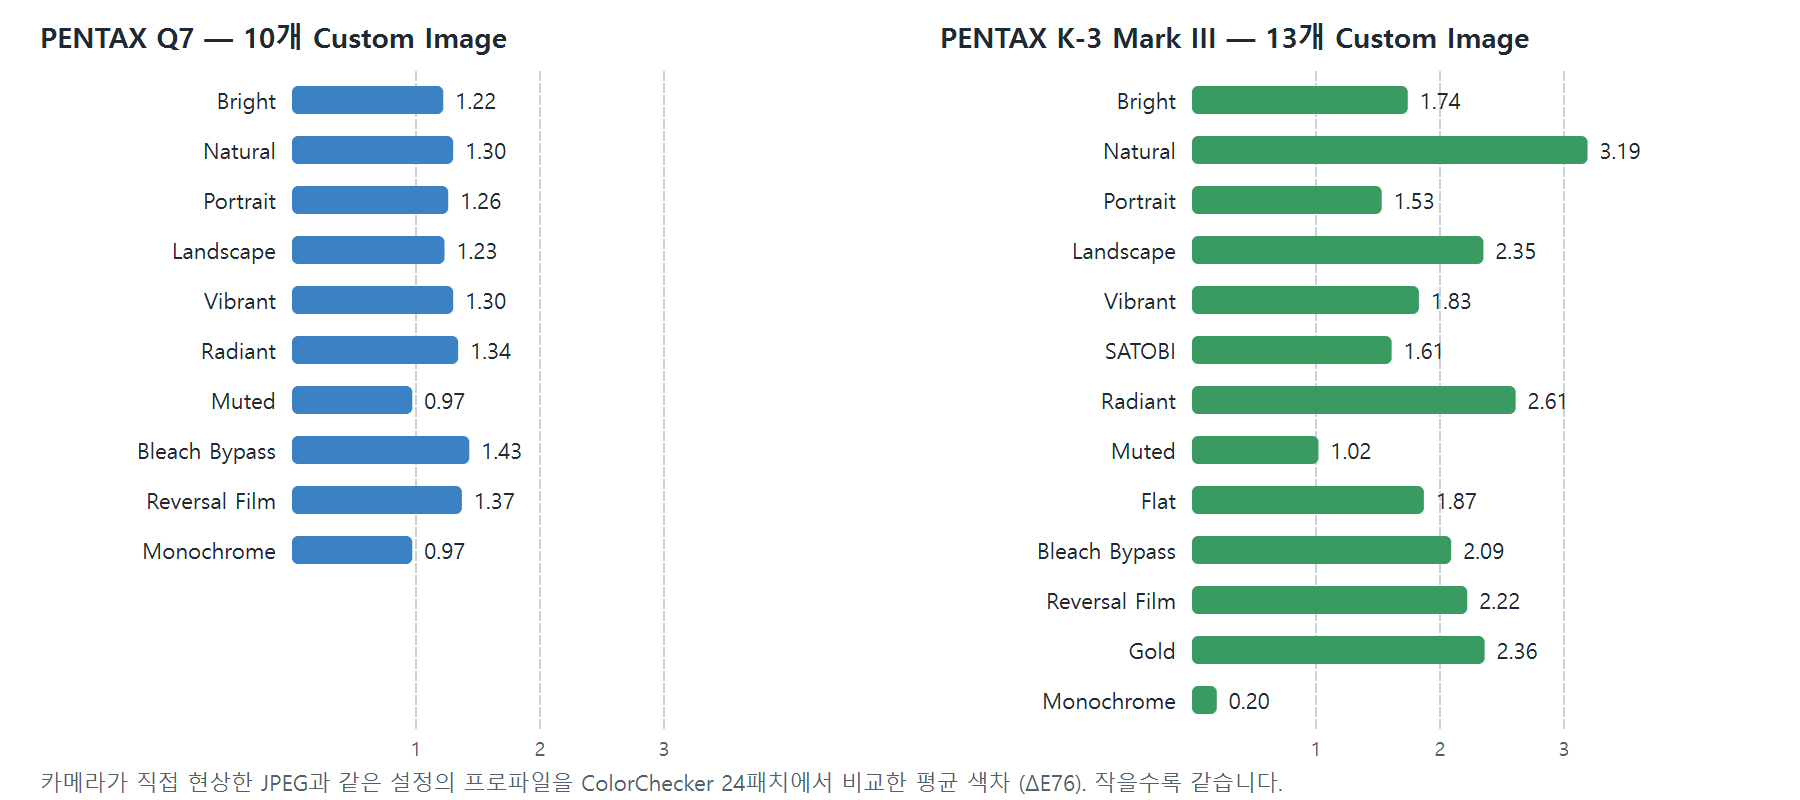 PENTAX Q7 — 10개 Custom Image
Bright 1.22
Natural 1.30
Portrait 1.26
Landscape 1.23
Vibrant 1.30
Radiant 1.34
Muted 0.97
Bleach Bypass 1.43
Reversal Film 1.37
Monochrome 0.97
1 2 3
PENTAX K-3 Mark III — 13개 Custom Image
Bright 1.74
Natural 3.19
Portrait 1.53
Landscape 2.35
Vibrant 1.83
SATOBI 1.61
Radiant 2.61
Muted 1.02
Flat 1.87
Bleach Bypass 2.09
Reversal Film 2.22
Gold 2.36
Monochrome 0.20
1 2 3
카메라가 직접 현상한 JPEG과 같은 설정의 프로파일을 ColorChecker 24패치에서 비교한 평균 색차 (ΔE76). 작을수록 같습니다.